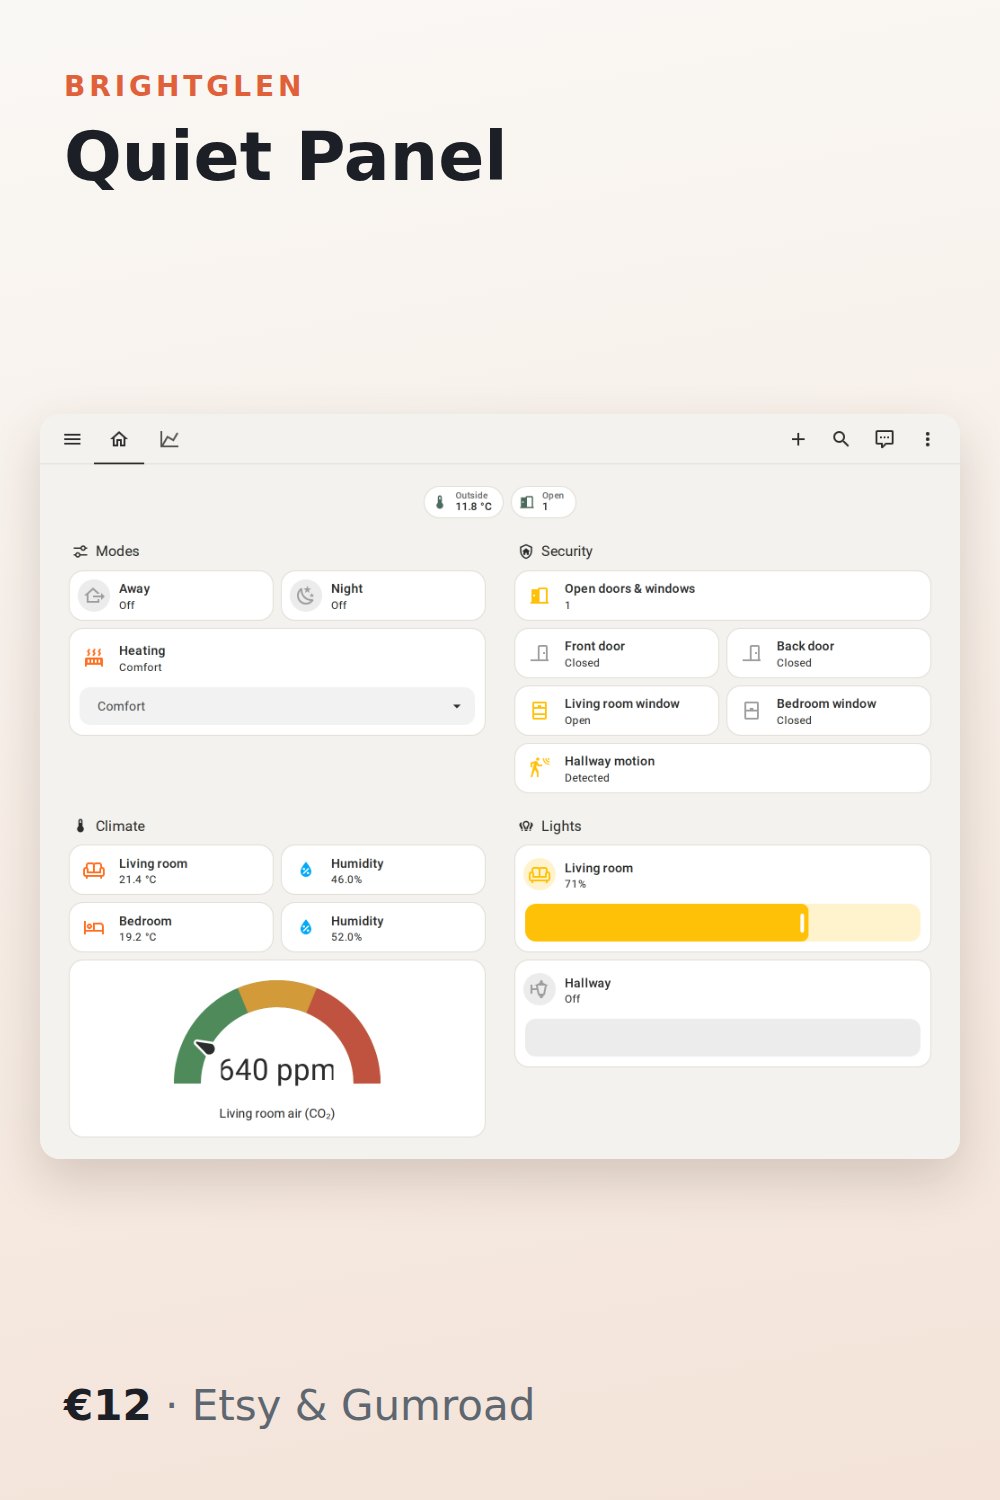 BRIGHTGLEN
Quiet Panel
Outside
11.8 °C
Open
1
Modes
Away
Off
Night
Off
Heating
Comfort
Comfort
Security
Open doors & windows
1
Front door
Closed
Back door
Closed
Living room window
Open
Bedroom window
Closed
Hallway motion
Detected
Climate
Living room
21.4 °C
Humidity
46.0%
Bedroom
19.2 °C
Humidity
52.0%
640 ppm
Living room air (CO₂)
Lights
Living room
71%
Hallway
Off
€12 · Etsy & Gumroad